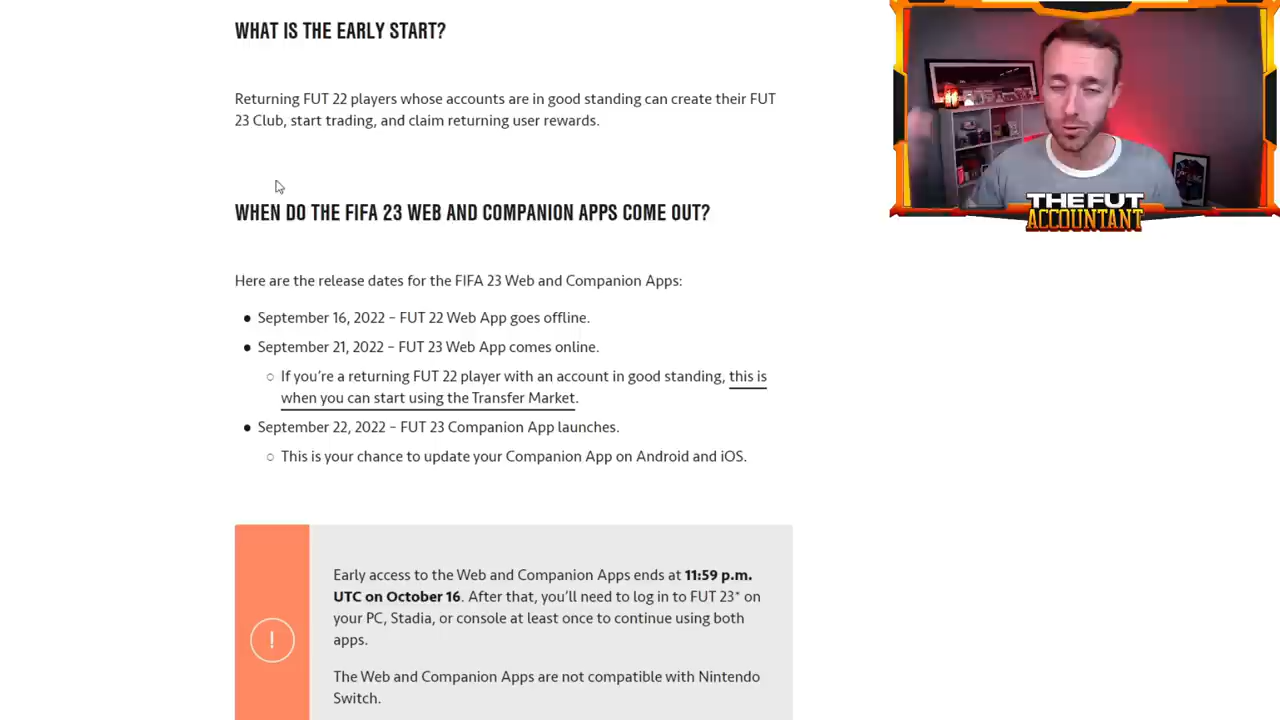 WHAT IS THE EARLY START?
Returning FUT 22 players whose accounts are in good standing can create their FUT
23 Club, start trading, and claim returning user rewards.
WHEN DO THE FIFA 23 WEB AND COMPANION APPS COME OUT?
Here are the release dates for the FIFA 23 Web and Companion Apps:
● September 16, 2022 – FUT 22 Web App goes offline.
● September 21, 2022 – FUT 23 Web App comes online.
○ If you’re a returning FUT 22 player with an account in good standing, this is
when you can start using the Transfer Market.
● September 22, 2022 – FUT 23 Companion App launches.
○ This is your chance to update your Companion App on Android and iOS.
!
Early access to the Web and Companion Apps ends at 11:59 p.m.
UTC on October 16. After that, you’ll need to log in to FUT 23* on
your PC, Stadia, or console at least once to continue using both
apps.
The Web and Companion Apps are not compatible with Nintendo
Switch.
THEFUT
ACCOUNTANT